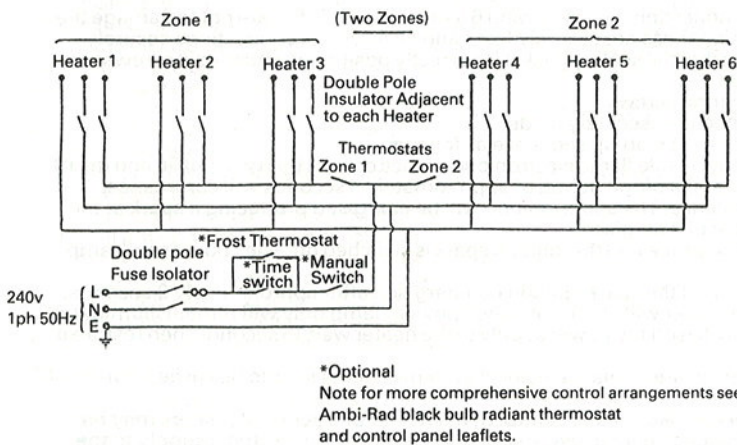 Zone 1 (Two Zones) Zone 2
Heater 1 Heater 2 Heater 3 Heater 4 Heater 5 Heater 6
Double Pole
Insulator Adjacent
to each Heater
Thermostats
Zone 1 Zone 2
*Frost Thermostat
Double pole
Fuse Isolator
*Time
switch
*Manual
Switch
240v
1ph 50Hz
L
N
E
*Optional
Note for more comprehensive control arrangements see
Ambi-Rad black bulb radiant thermostat
and control panel leaflets.